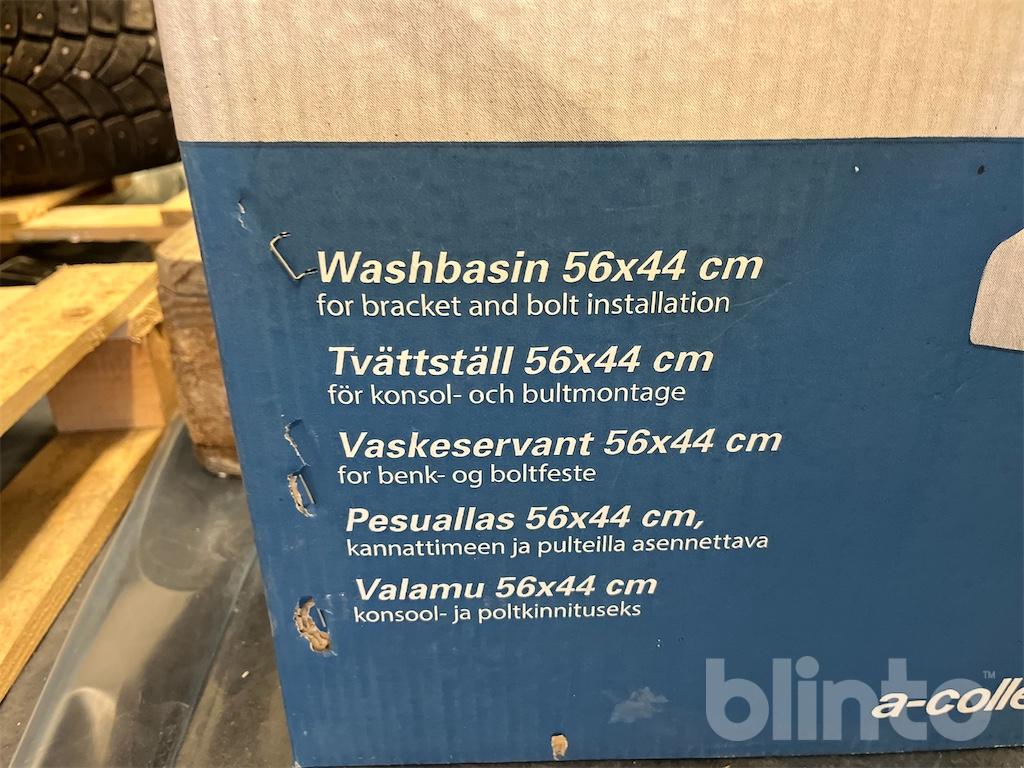 Washbasin 56x44 cm
for bracket and bolt installation
Tvättställ 56x44 cm
för konsol- och bultmontage
Vaskeservant 56x44 cm
for benk- og boltfeste
Pesuallas 56x44 cm,
kannattimeen ja pulteilla asennettava
Valamu 56x44 cm
konsool- ja poltkinnituseks
a-colle
blinto™